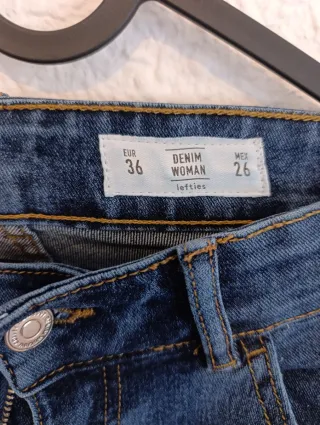 EUR
36
DENIM
WOMAN
lefties
MEX
26